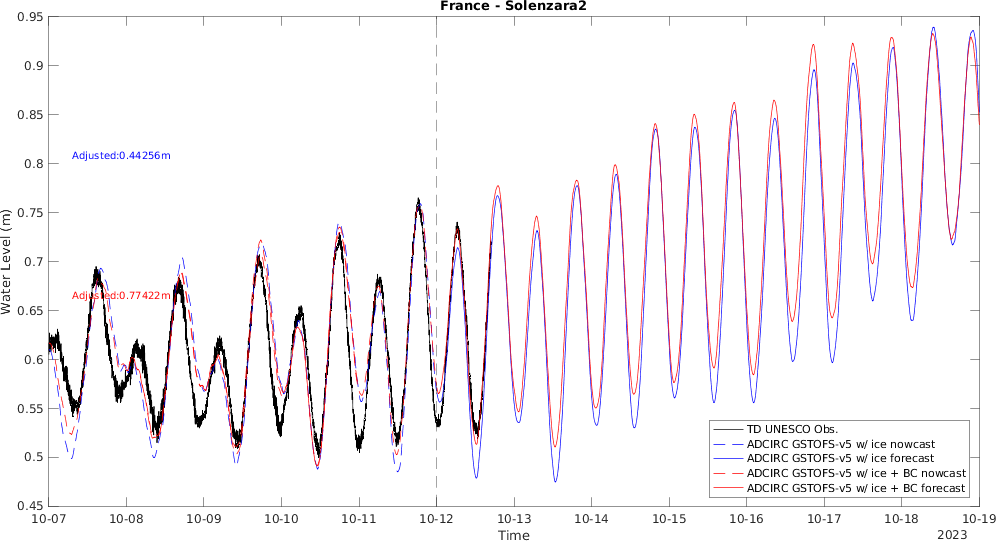 France - Solenzara2
Water Level (m)
0.95
0.9
0.85
0.8
0.75
0.7
0.65
0.6
0.55
0.5
0.45
Adjusted:0.44256m
Adjusted:0.77422m
TD UNESCO Obs.
ADCIRC GSTOFS-v5 w/ ice nowcast
ADCIRC GSTOFS-v5 w/ ice forecast
ADCIRC GSTOFS-v5 w/ ice + BC nowcast
ADCIRC GSTOFS-v5 w/ ice + BC forecast
10-07 10-08 10-09 10-10 10-11 10-12 10-13 10-14 10-15 10-16 10-17 10-18 10-19
Time
2023